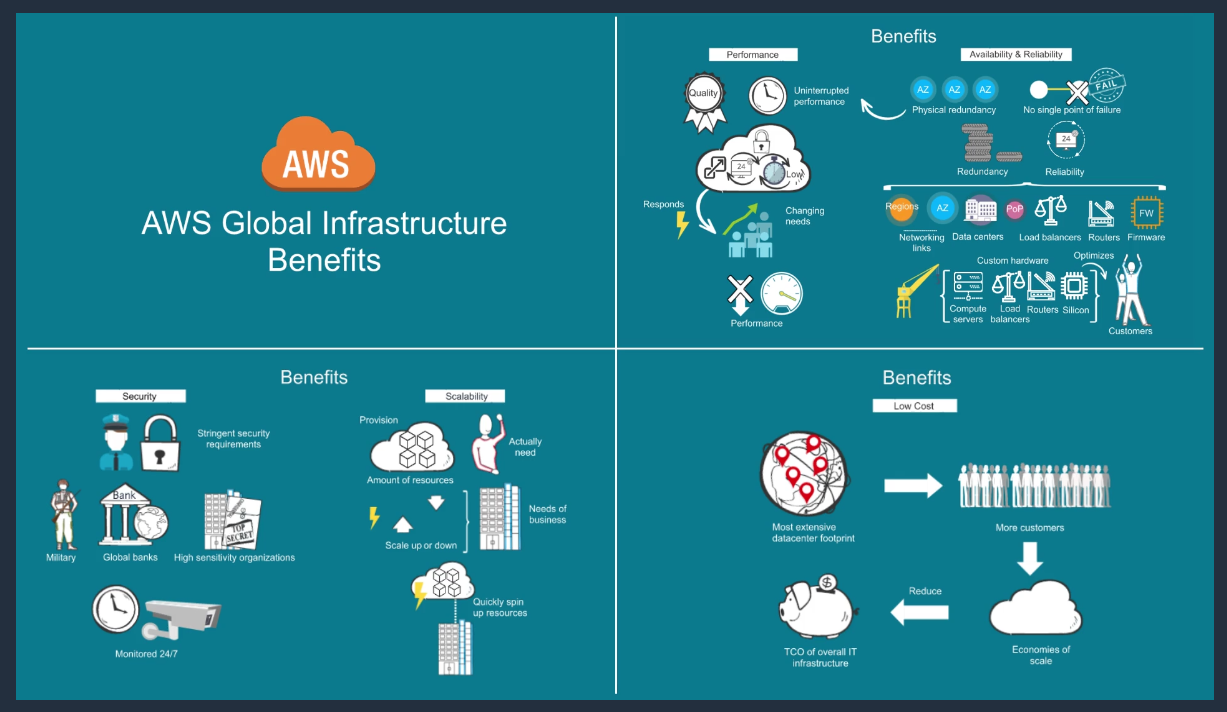 AWS
AWS Global Infrastructure
Benefits
Benefits
Performance
Quality
Uninterrupted
performance
24
Low
Responds
Changing
needs
Performance
Availability & Reliability
AZ AZ AZ
Physical redundancy
FAIL
No single point of failure
Redundancy
24
Reliability
Regions
AZ
PoP
FW
Networking
links
Data centers
Load balancers
Routers
Firmware
Custom hardware
Optimizes
Compute
servers
Load
balancers
Routers
Silicon
Customers
Benefits
Security
Stringent security
requirements
Military
Bank
Global banks
TOP
SECRET
High sensitivity organizations
Monitored 24/7
Scalability
Provision
Amount of resources
Actually
need
Scale up or down
Needs of
business
Quickly spin
up resources
Benefits
Low Cost
Most extensive
datacenter footprint
More customers
Economies of
scale
Reduce
$
TCO of overall IT
infrastructure